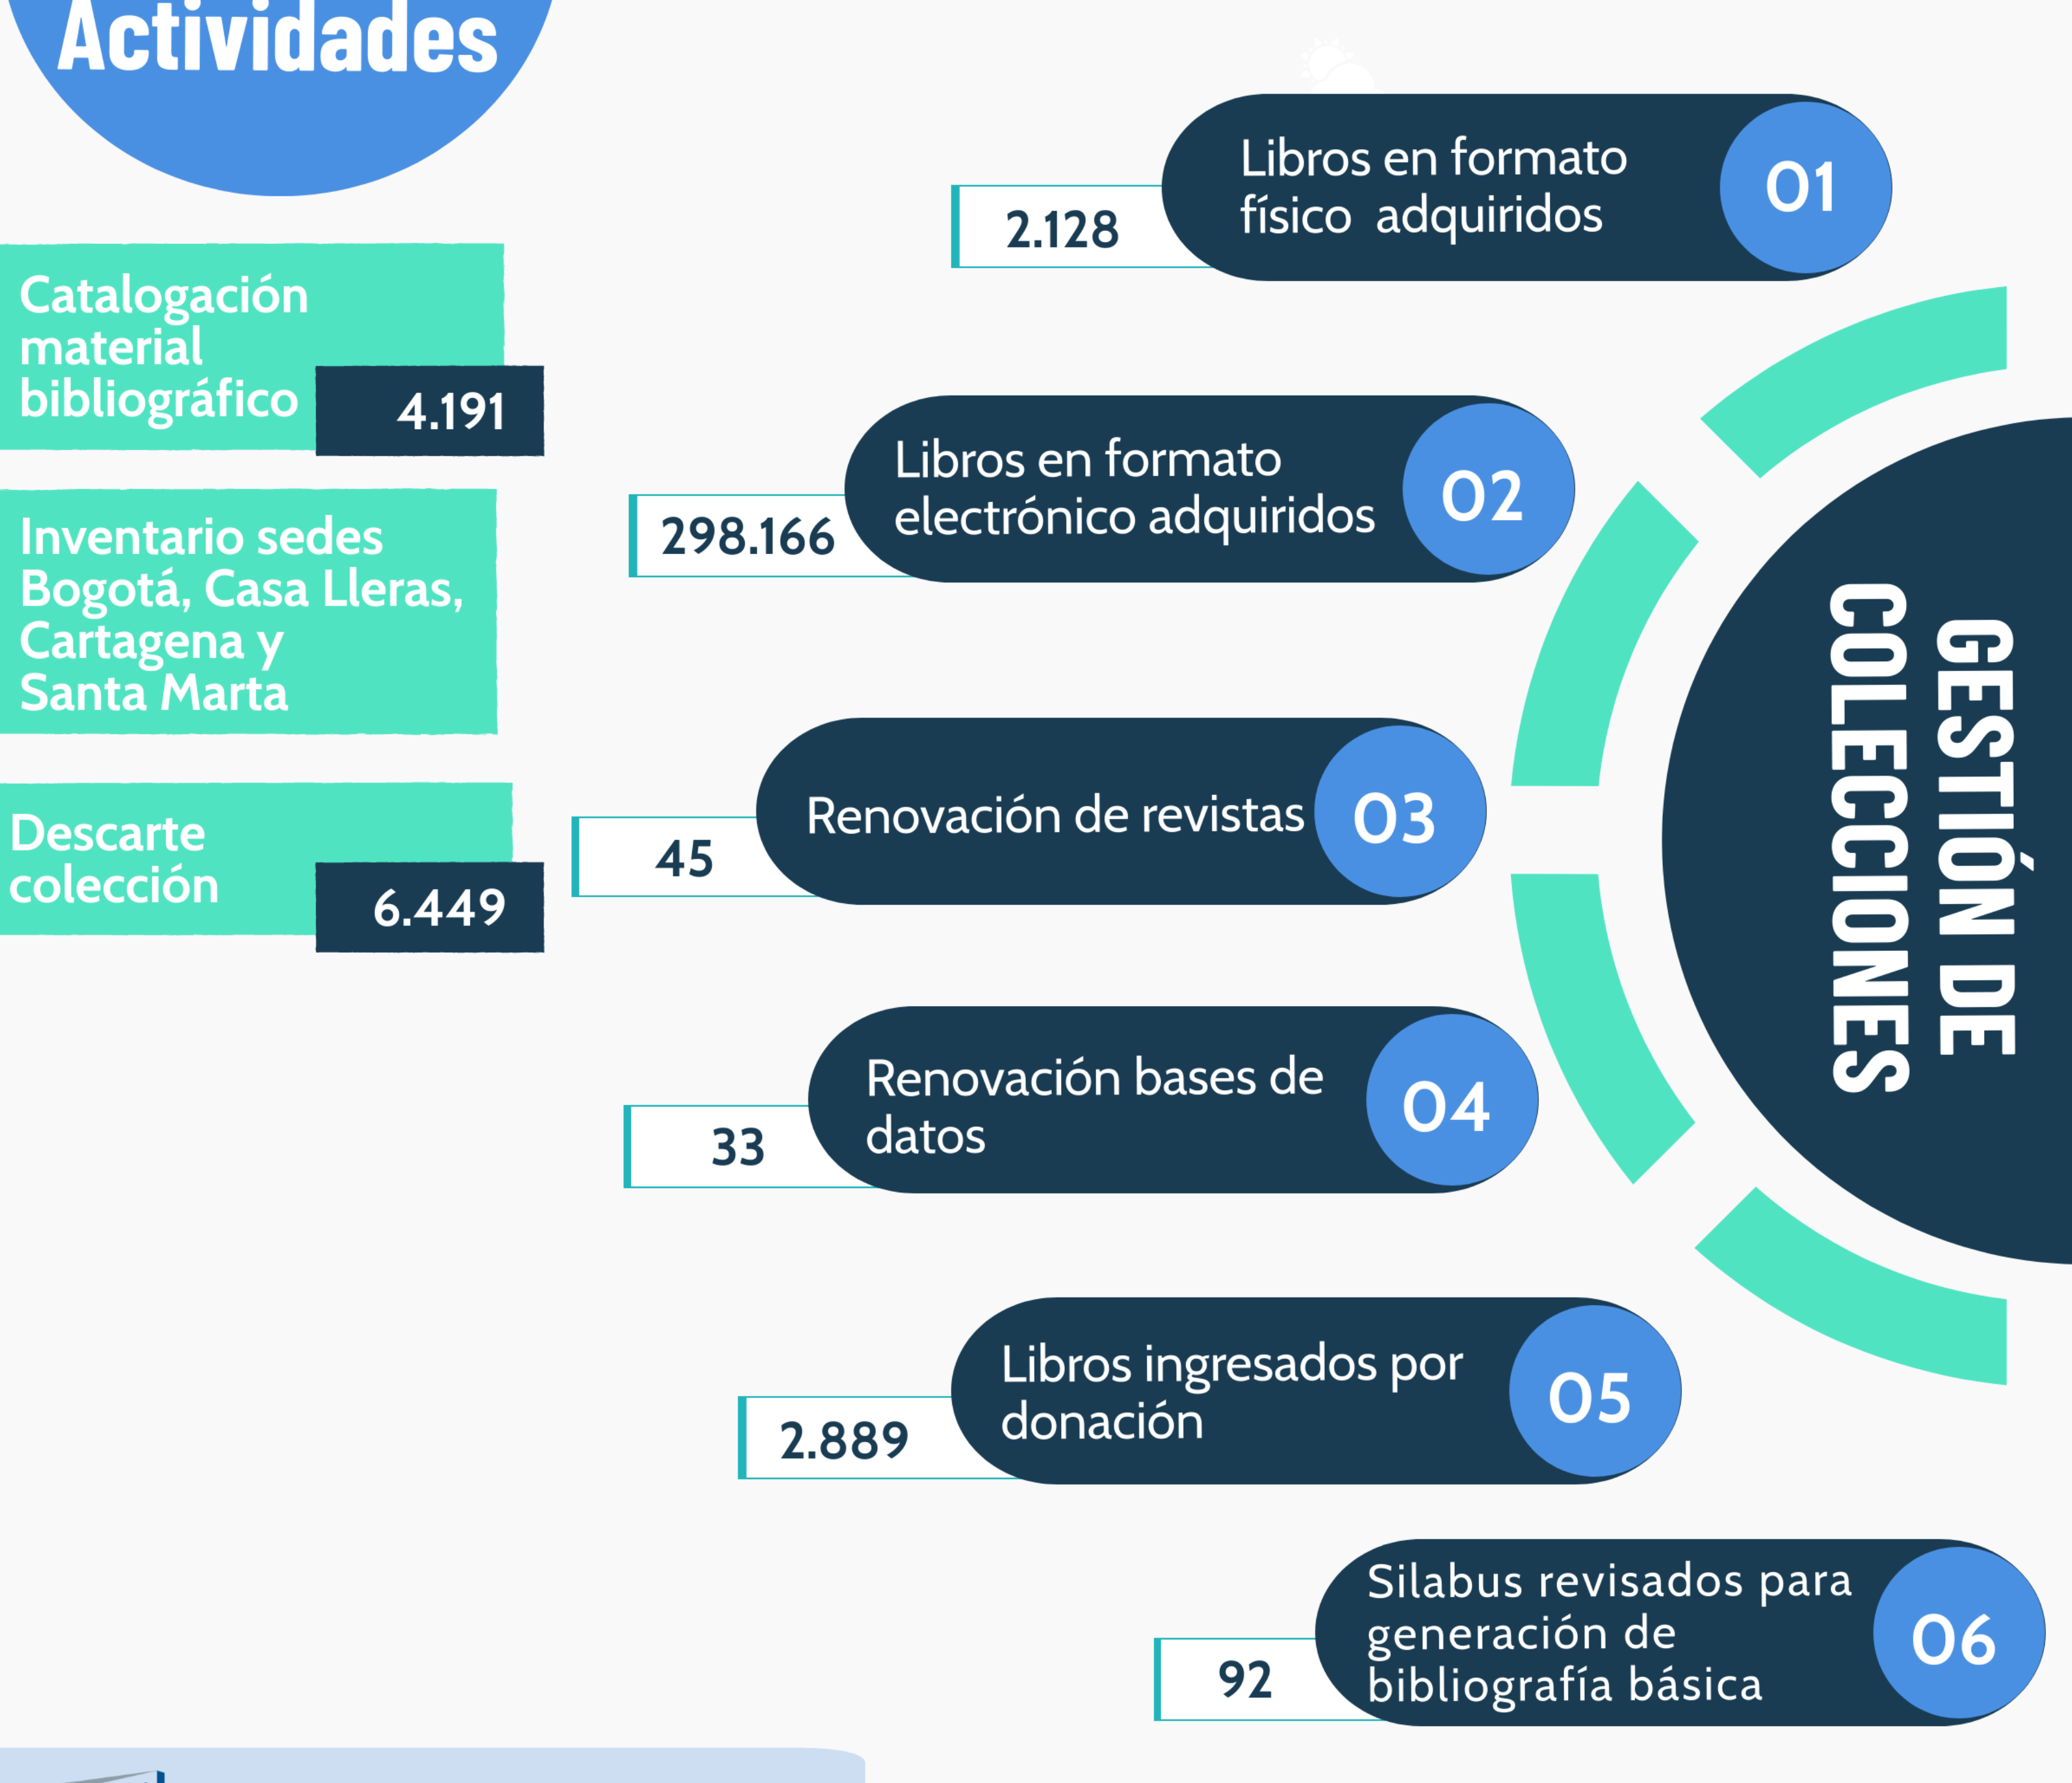 Actividades
Catalogación
material
bibliográfico
4.191
Inventario sedes
Bogotá, Casa Lleras,
Cartagena y
Santa Marta
Descarte
colección
6.449
GESTIÓN DE
COLECCIONES
Libros en formato
físico adquiridos
01
2.128
Libros en formato
electrónico adquiridos
02
298.166
Renovación de revistas
03
45
Renovación bases de
datos
04
33
Libros ingresados por
donación
05
2.889
Silabus revisados para
generación de
bibliografía básica
06
92